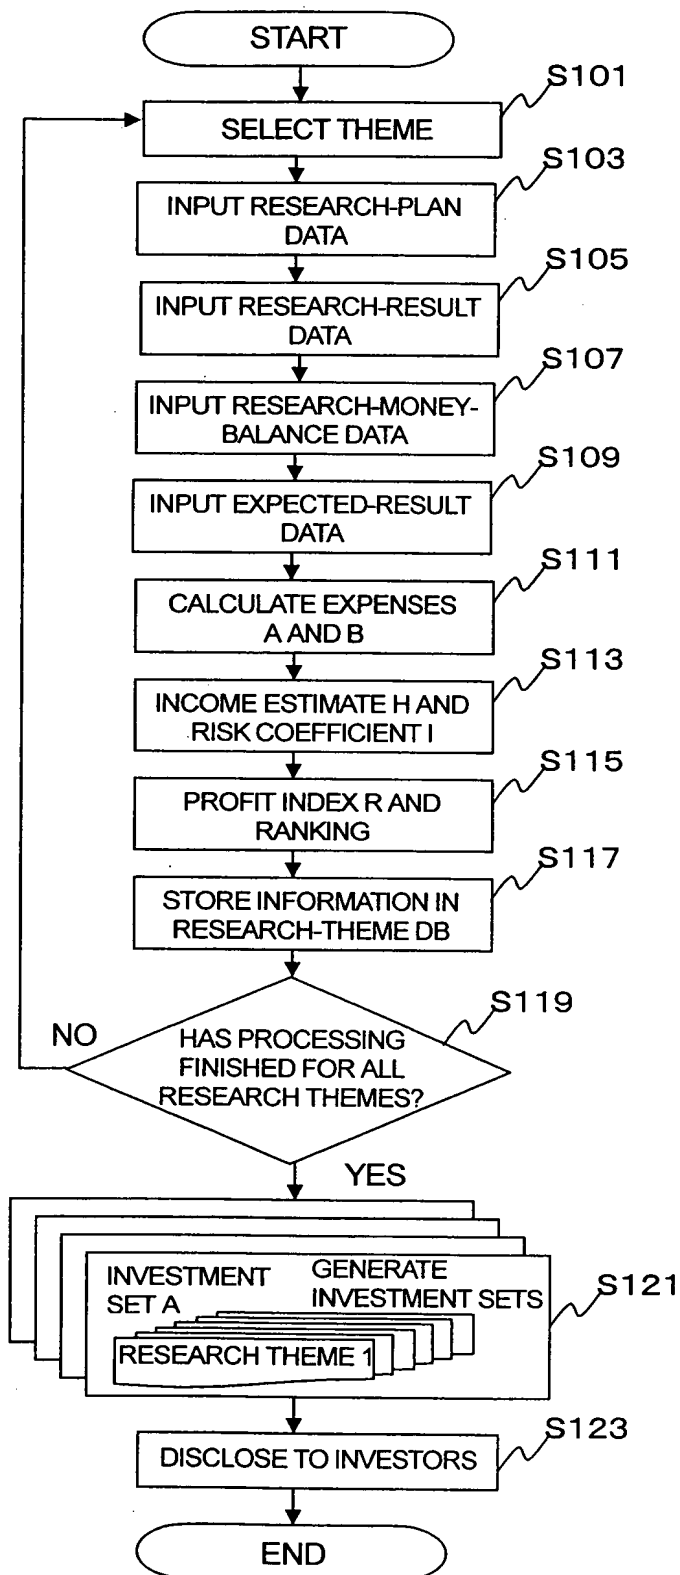 START
S101
SELECT THEME
S103
INPUT RESEARCH-PLAN
DATA
S105
INPUT RESEARCH-RESULT
DATA
S107
INPUT RESEARCH-MONEY-
BALANCE DATA
S109
INPUT EXPECTED-RESULT
DATA
S111
CALCULATE EXPENSES
A AND B
S113
INCOME ESTIMATE H AND
RISK COEFFICIENT I
S115
PROFIT INDEX R AND
RANKING
S117
STORE INFORMATION IN
RESEARCH-THEME DB
S119
NO
HAS PROCESSING
FINISHED FOR ALL
RESEARCH THEMES?
YES
S121
INVESTMENT
SET A
GENERATE
INVESTMENT SETS
RESEARCH THEME 1
S123
DISCLOSE TO INVESTORS
END